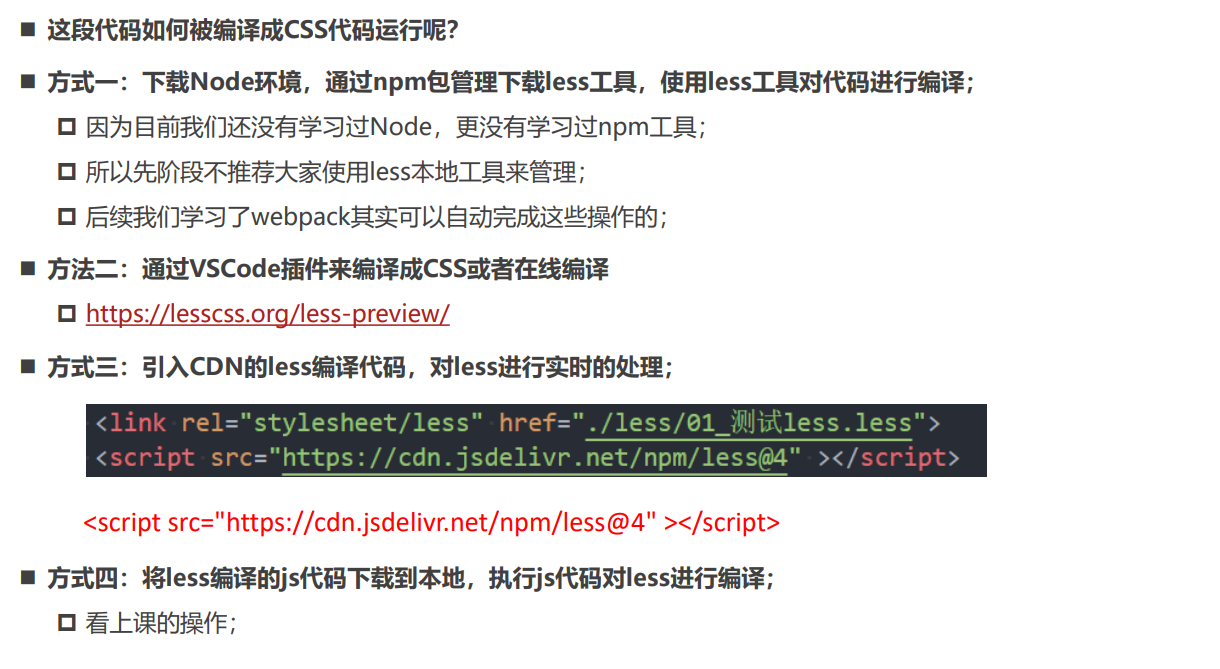 ■ 这段代码如何被编译成CSS代码运行呢？
■ 方式一：下载Node环境，通过npm包管理下载less工具，使用less工具对代码进行编译；
因为目前我们还没有学习过Node，更没有学习过npm工具；
所以先阶段不推荐大家使用less本地工具来管理；
后续我们学习了webpack其实可以自动完成这些操作的；
■ 方法二：通过VSCode插件来编译成CSS或者在线编译
https://lesscss.org/less-preview/
■ 方式三：引入CDN的less编译代码，对less进行实时的处理；
<link rel="stylesheet/less" href="./less/01_测试less.less">
<script src="https://cdn.jsdelivr.net/npm/less@4" ></script>
<script src="https://cdn.jsdelivr.net/npm/less@4" ></script>
■ 方式四：将less编译的js代码下载到本地，执行js代码对less进行编译；
看上课的操作；